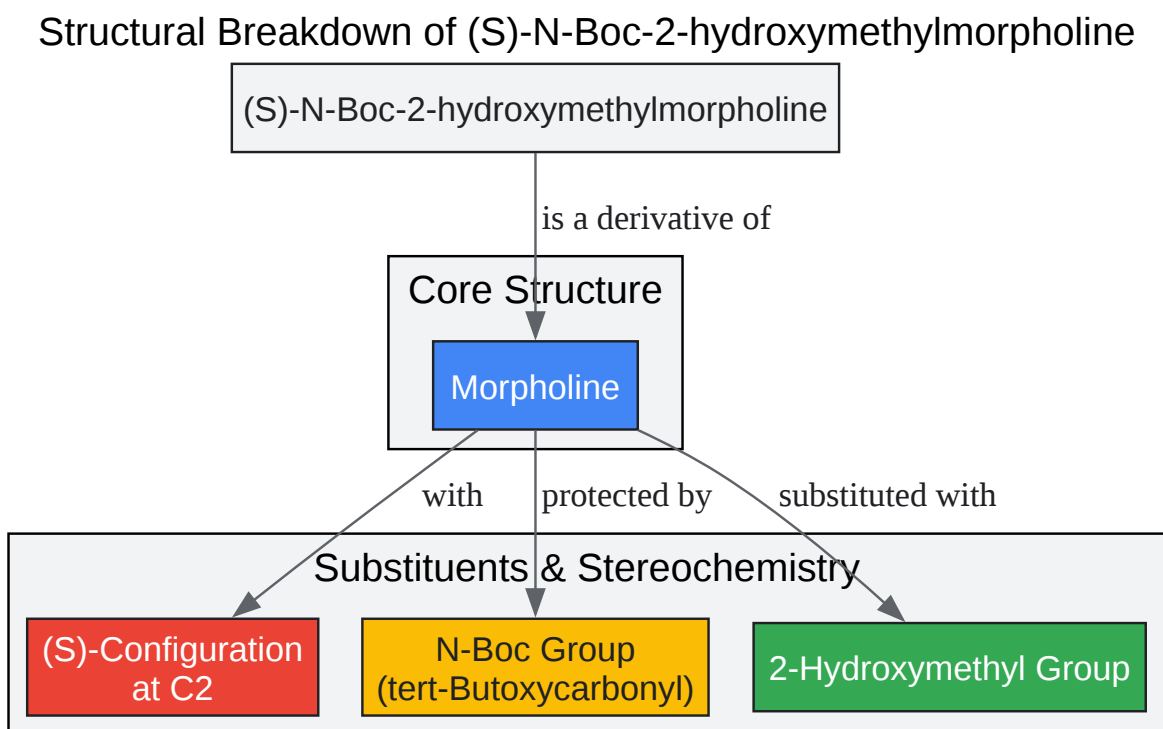 Structural Breakdown of (S)-N-Boc-2-hydroxymethylmorpholine
(S)-N-Boc-2-hydroxymethylmorpholine
is a derivative of
Core Structure
Morpholine
with
protected by
substituted with
Substituents & Stereochemistry
(S)-Configuration
at C2
N-Boc Group
(tert-Butoxycarbonyl)
2-Hydroxymethyl Group